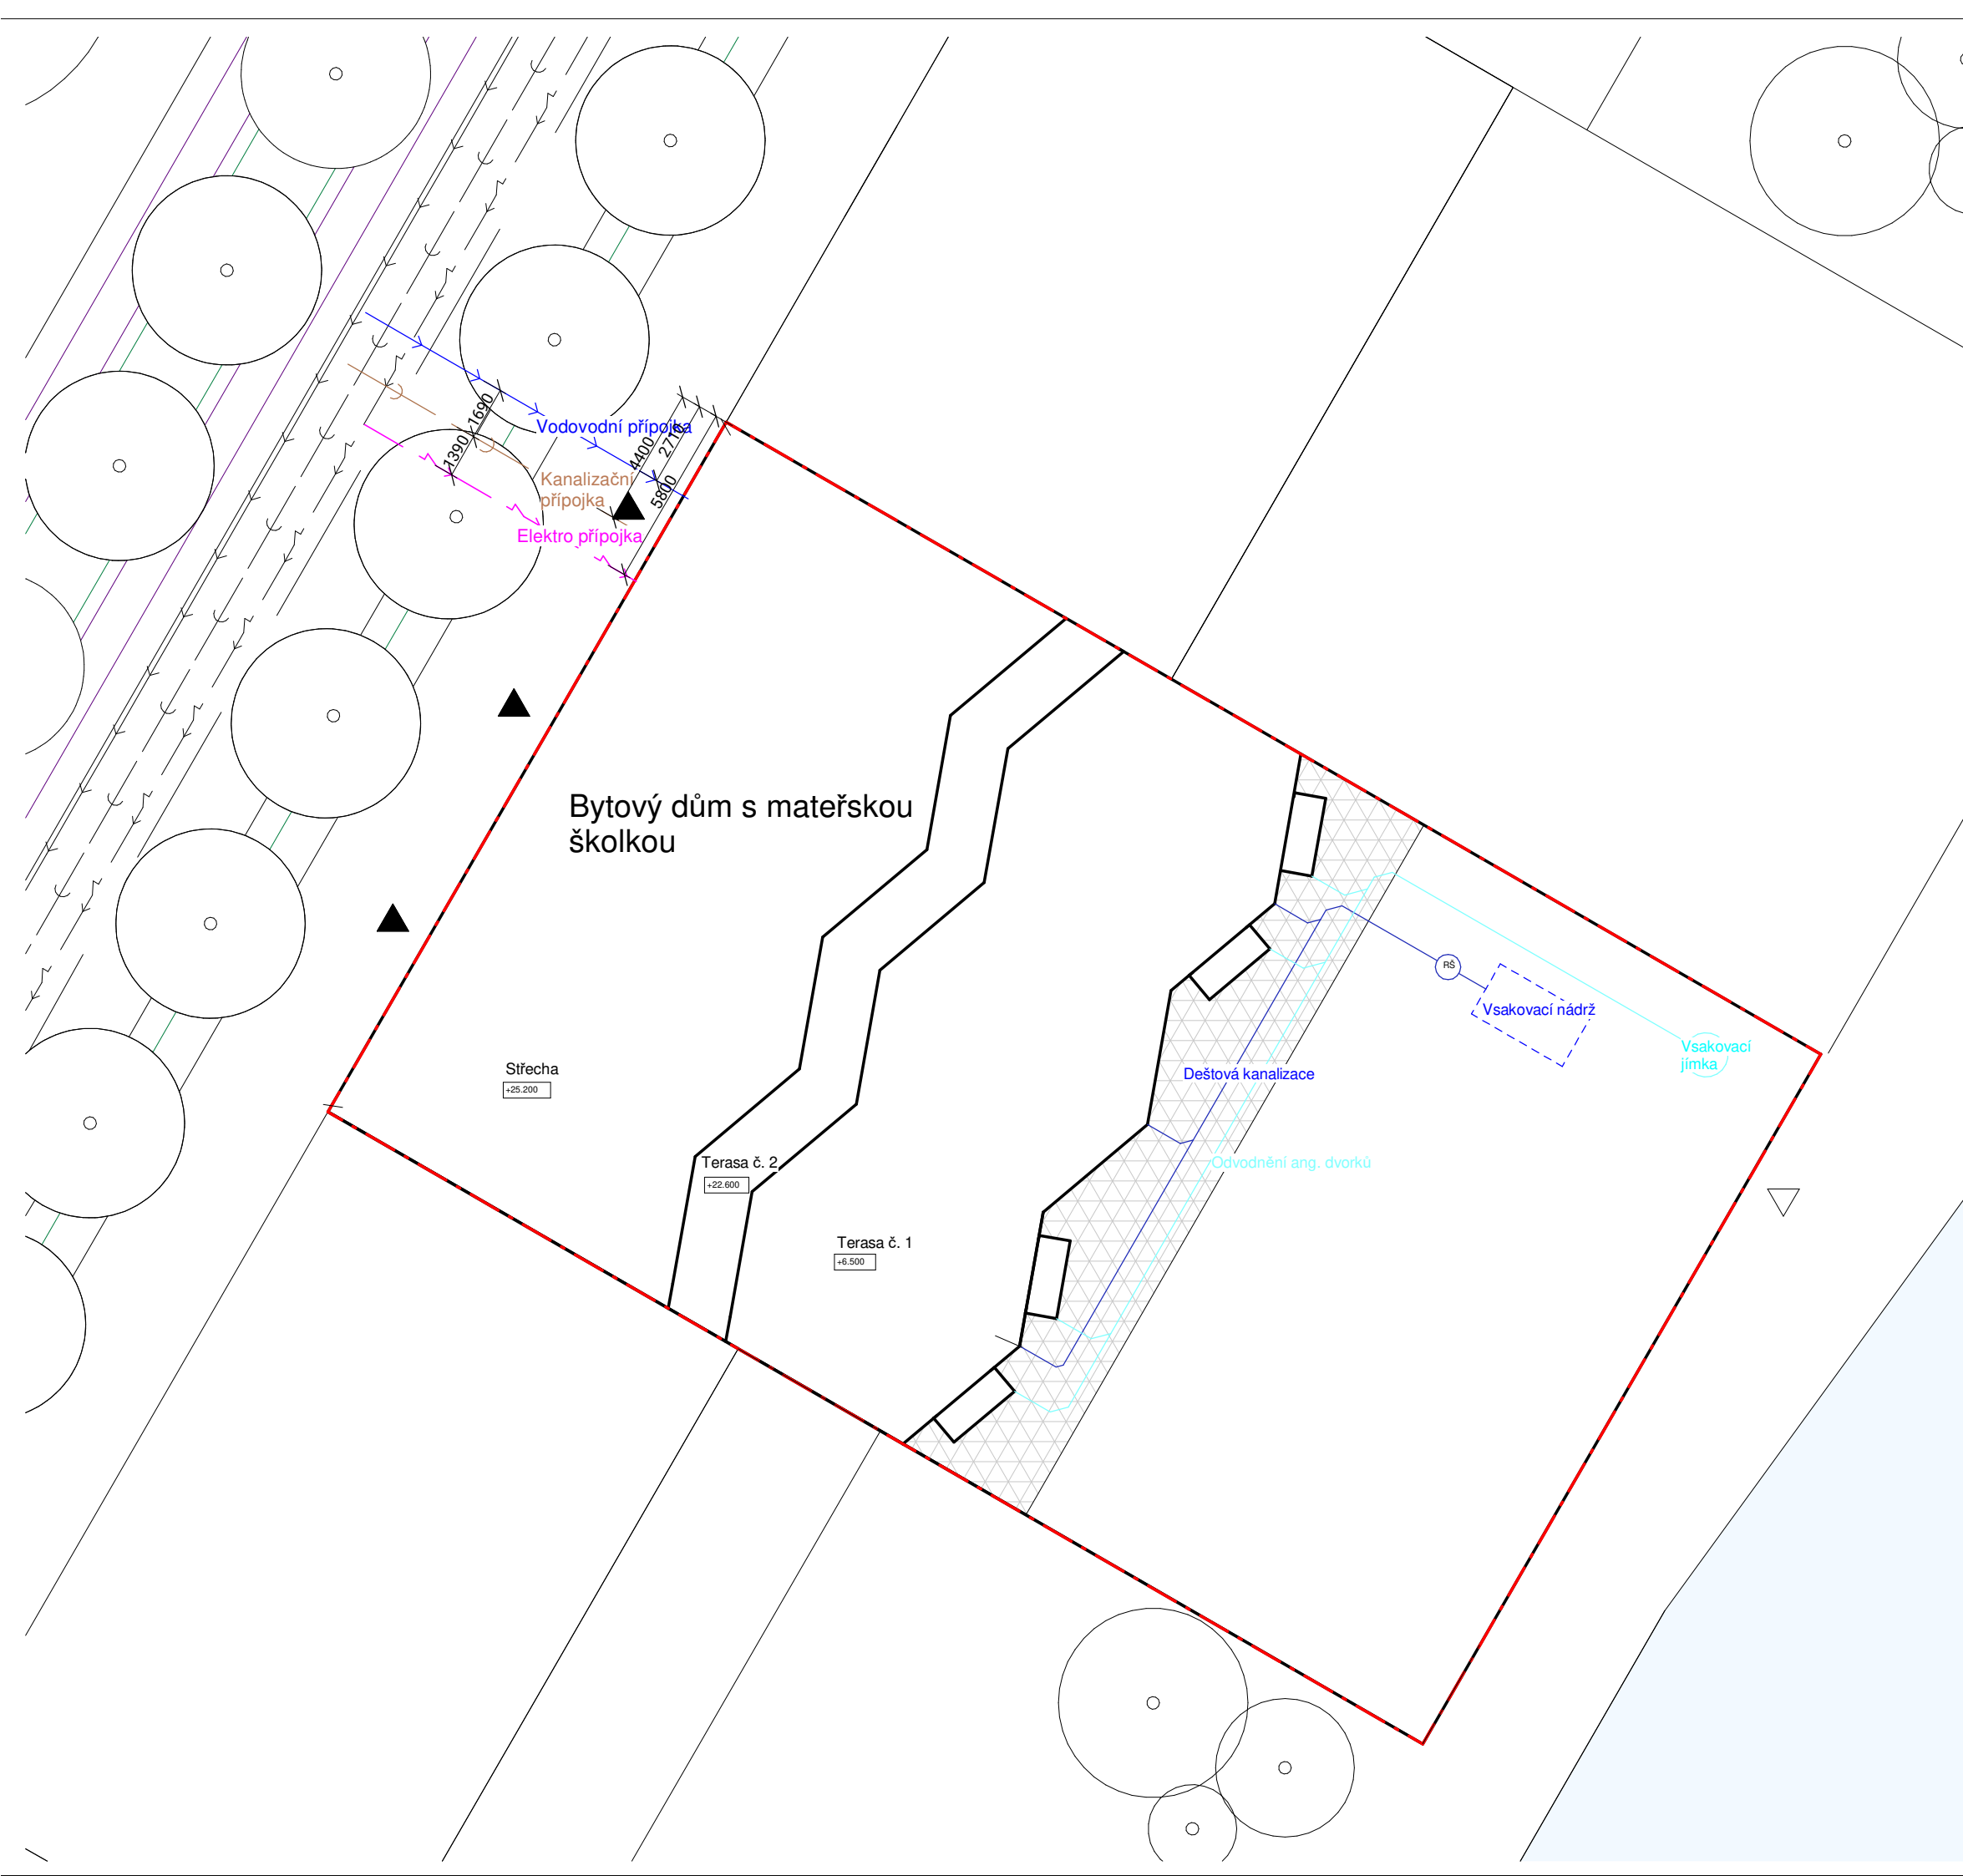 1690
1390
Vodovodní přípojka
4400
2710
5800
Kanalizační
přípojka
Elektro přípojka
Bytový dům s mateřskou
školkou
RŠ
Vsakovací nádrž
Vsakovací
jímka
Střecha
+25.200
Deštová kanalizace
Terasa č. 2
+22.600
Odvodnění ang. dvorků
Terasa č. 1
+6.500